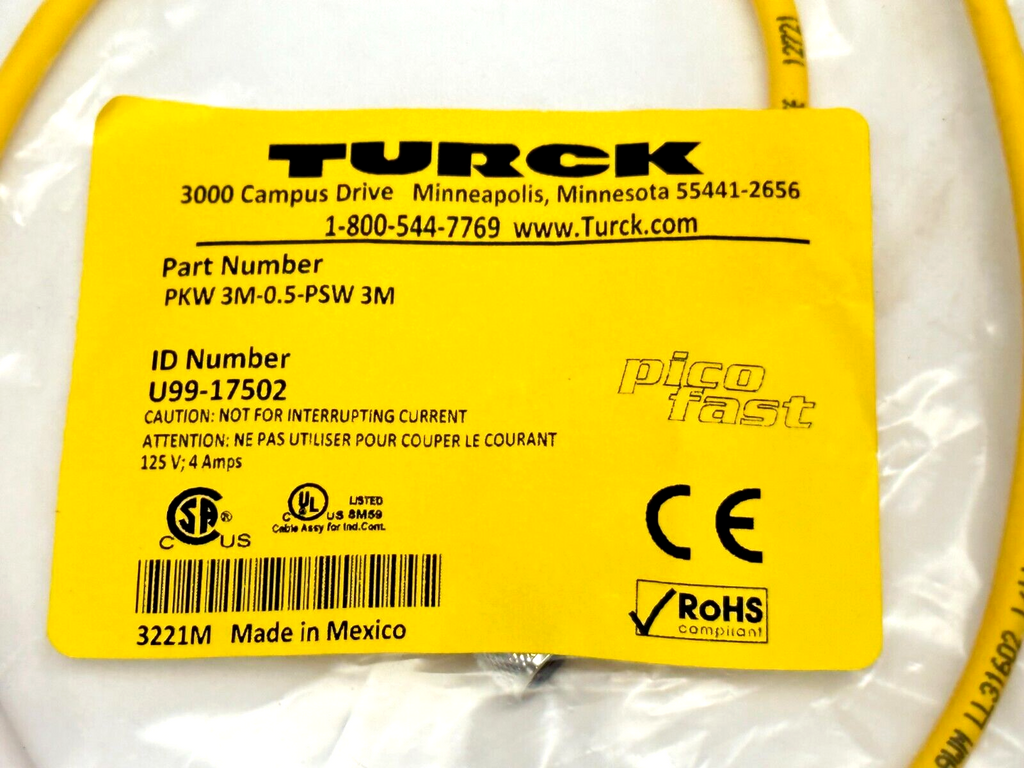 12721
TURCK
3000 Campus Drive Minneapolis, Minnesota 55441-2656
1-800-544-7769 www.Turck.com
Part Number
PKW 3M-0.5-PSW 3M
ID Number
U99-17502
CAUTION: NOT FOR INTERRUPTING CURRENT
ATTENTION: NE PAS UTILISER POUR COUPER LE COURANT
125 V; 4 Amps
pico
fast
C SA ® US
C UL US LISTED
8M59
Cable Assy for Ind.Cont.
CE
RoHS
compliant
3221M Made in Mexico
AWM LL31602